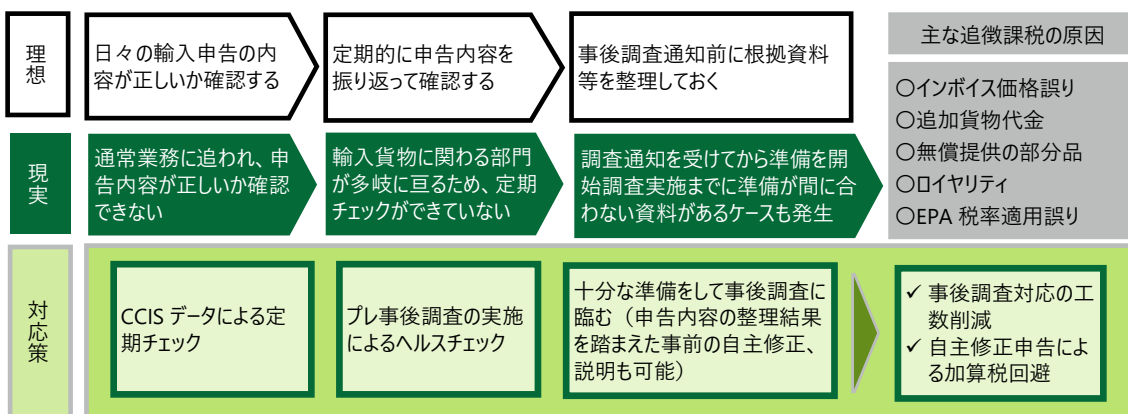 理想
日々の輸入申告の内
容が正しいか確認する
定期的に申告内容を
振り返って確認する
事後調査通知前に根拠資料
等を整理しておく
主な追徴課税の原因
〇インボイス価格誤り
〇追加貨物代金
〇無償提供の部分品
〇ロイヤリティ
〇EPA 税率適用誤り
現実
通常業務に追われ、申
告内容が正しいか確認
できない
輸入貨物に関わる部門
が多岐に亘るため、定期
チェックができていない
調査通知を受けてから準備を開
始調査実施までに準備が間に合
わない資料があるケースも発生
対応策
CCIS データによる定
期チェック
プレ事後調査の実施
によるヘルスチェック
十分な準備をして事後調査に
臨む（申告内容の整理結果
を踏まえた事前の自主修正、
説明も可能）
✓ 事後調査対応の工
数削減
✓ 自主修正申告によ
る加算税回避